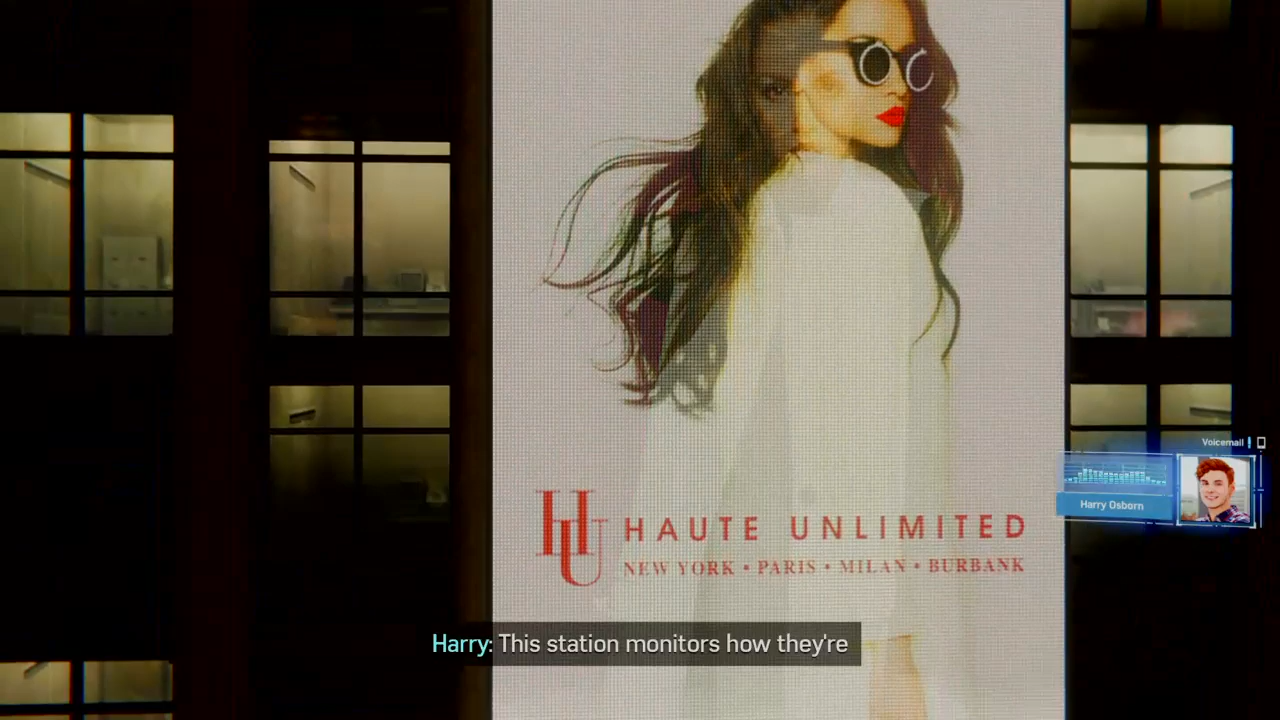 HU HAUTE UNLIMITED
NEW YORK • PARIS • MILAN • BURBANK
Voicemail
Harry Osborn
Harry: This station monitors how they're